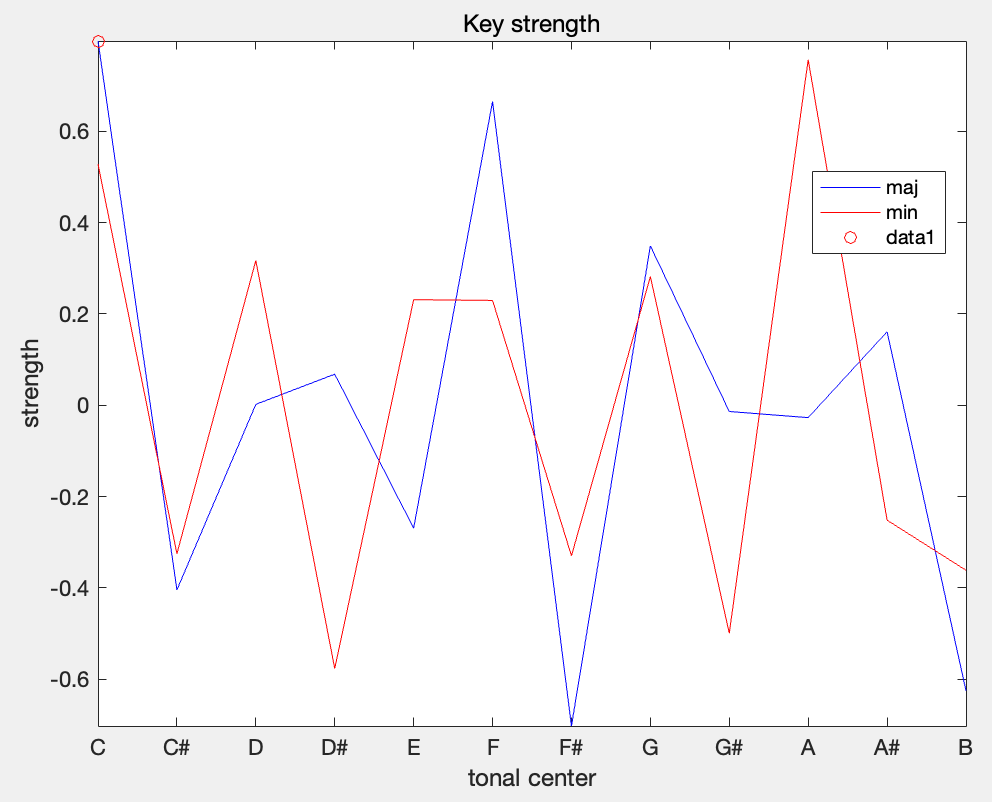 Key strength
0.6
0.4
0.2
0
-0.2
-0.4
-0.6
strength
maj
min
data1
C C# D D# E F F# G G# A A# B
tonal center